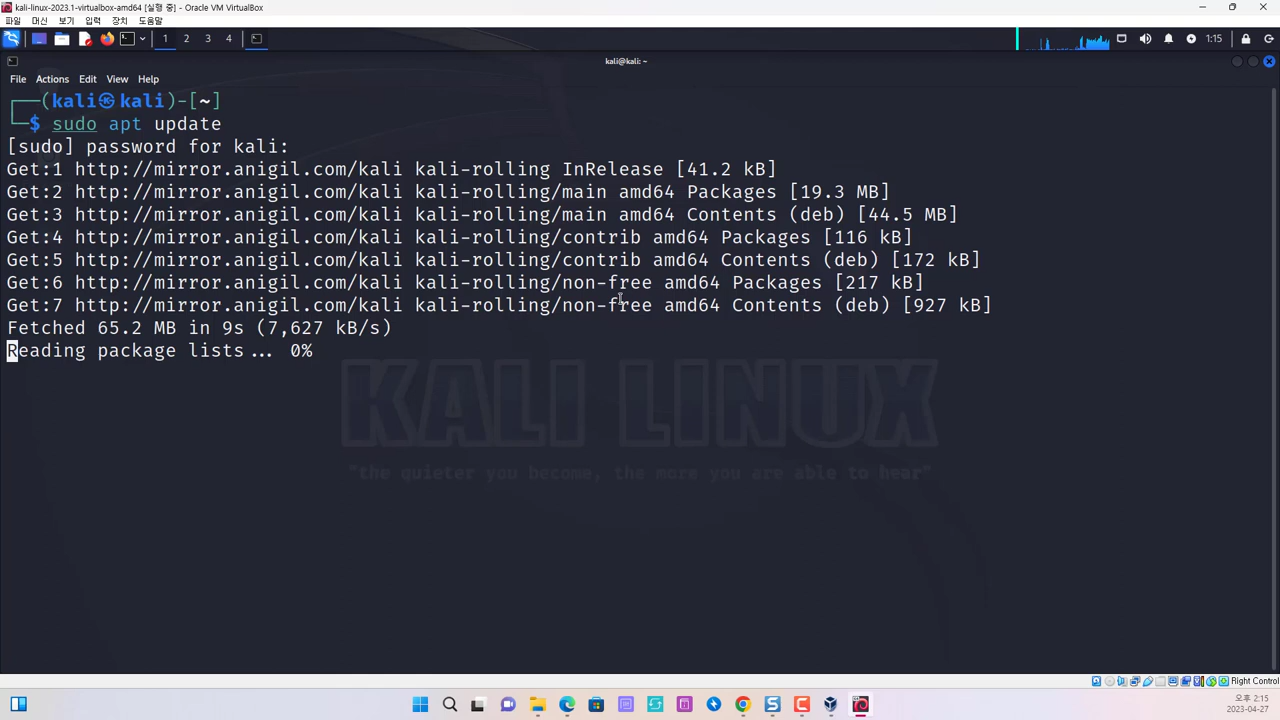 kali-linux-2023.1-virtualbox-amd64 [실행 중] - Oracle VM VirtualBox
파일 머신 보기 입력 장치 도움말
1 2 3 4 1:15
kali@kali: ~
File Actions Edit View Help
┌──(kali㉿kali)-[~]
└─$ sudo apt update
[sudo] password for kali:
Get:1 http://mirror.anigil.com/kali kali-rolling InRelease [41.2 kB]
Get:2 http://mirror.anigil.com/kali kali-rolling/main amd64 Packages [19.3 MB]
Get:3 http://mirror.anigil.com/kali kali-rolling/main amd64 Contents (deb) [44.5 MB]
Get:4 http://mirror.anigil.com/kali kali-rolling/contrib amd64 Packages [116 kB]
Get:5 http://mirror.anigil.com/kali kali-rolling/contrib amd64 Contents (deb) [172 kB]
Get:6 http://mirror.anigil.com/kali kali-rolling/non-free amd64 Packages [217 kB]
Get:7 http://mirror.anigil.com/kali kali-rolling/non-free amd64 Contents (deb) [927 kB]
Fetched 65.2 MB in 9s (7,627 kB/s)
Reading package lists... 0%
KALI LINUX
"the quieter you become, the more you are able to hear"
Right Control
오후 2:15
2023-04-27